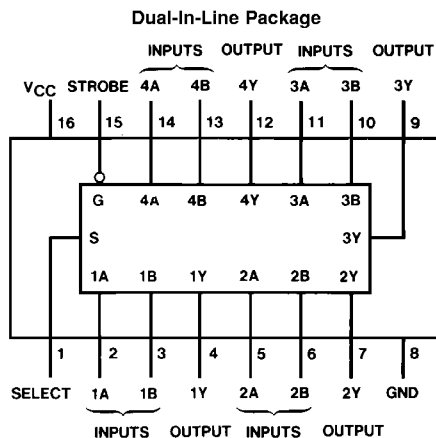 Dual-In-Line Package
INPUTS OUTPUT INPUTS OUTPUT
VCC STROBE 4A 4B 4Y 3A 3B 3Y
16 15 14 13 12 11 10 9
G 4A 4B 4Y 3A 3B
S 3Y
1A 1B 1Y 2A 2B 2Y
1 2 3 4 5 6 7 8
SELECT 1A 1B 1Y 2A 2B 2Y GND
INPUTS OUTPUT INPUTS OUTPUT